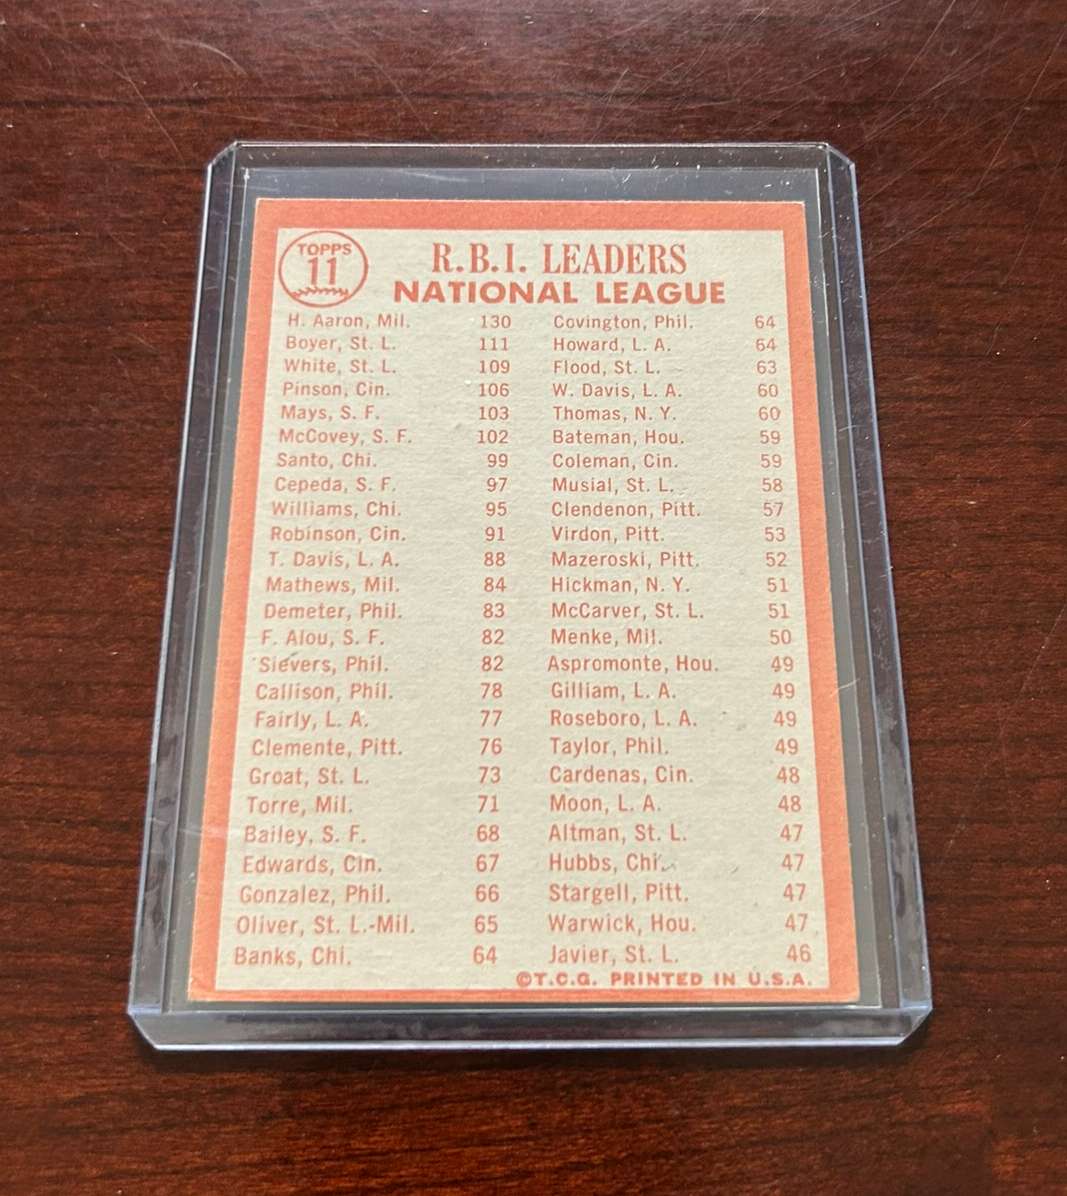 TOPPS
11
R.B.I. LEADERS
NATIONAL LEAGUE
H. Aaron, Mil. 130 Covington, Phil. 64
Boyer, St. L. 111 Howard, L. A. 64
White, St. L. 109 Flood, St. L. 63
Pinson, Cin. 106 W. Davis, L. A. 60
Mays, S. F. 103 Thomas, N. Y. 60
McCovey, S. F. 102 Bateman, Hou. 59
Santo, Chi. 99 Coleman, Cin. 59
Cepeda, S. F. 97 Musial, St. L. 58
Williams, Chi. 95 Clendenon, Pitt. 57
Robinson, Cin. 91 Virdon, Pitt. 53
T. Davis, L. A. 88 Mazeroski, Pitt. 52
Mathews, Mil. 84 Hickman, N. Y. 51
Demeter, Phil. 83 McCarver, St. L. 51
F. Alou, S. F. 82 Menke, Mil. 50
Sievers, Phil. 82 Aspromonte, Hou. 49
Callison, Phil. 78 Gilliam, L. A. 49
Fairly, L. A. 77 Roseboro, L. A. 49
Clemente, Pitt. 76 Taylor, Phil. 49
Groat, St. L. 73 Cardenas, Cin. 48
Torre, Mil. 71 Moon, L. A. 48
Bailey, S. F. 68 Altman, St. L. 47
Edwards, Cin. 67 Hubbs, Chi. 47
Gonzalez, Phil. 66 Stargell, Pitt. 47
Oliver, St. L.-Mil. 65 Warwick, Hou. 47
Banks, Chi. 64 Javier, St. L. 46
©T.C.G. PRINTED IN U.S.A.